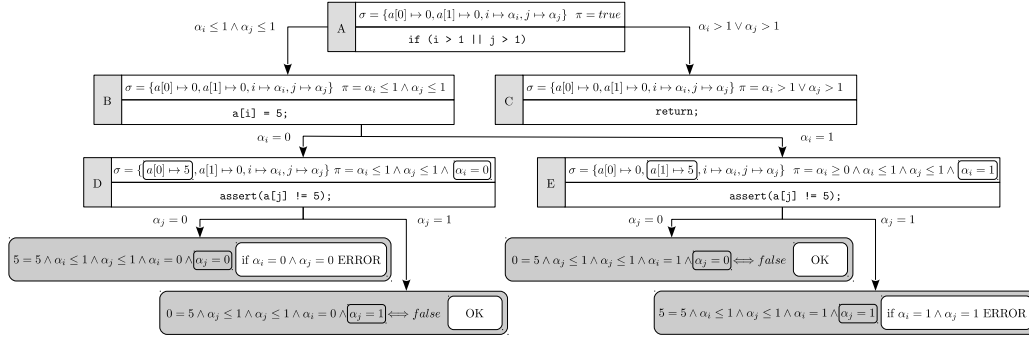 α_i ≤ 1 ∧ α_j ≤ 1
A
σ = {a[0] ↦ 0, a[1] ↦ 0, i ↦ α_i, j ↦ α_j} π = true
if (i > 1 || j > 1)
α_i > 1 ∨ α_j > 1
B
σ = {a[0] ↦ 0, a[1] ↦ 0, i ↦ α_i, j ↦ α_j} π = α_i ≤ 1 ∧ α_j ≤ 1
a[i] = 5;
C
σ = {a[0] ↦ 0, a[1] ↦ 0, i ↦ α_i, j ↦ α_j} π = α_i > 1 ∨ α_j > 1
return;
α_i = 0
α_i = 1
D
σ = {a[0] ↦ 5, a[1] ↦ 0, i ↦ α_i, j ↦ α_j} π = α_i ≤ 1 ∧ α_j ≤ 1 ∧ α_i = 0
assert(a[j] != 5);
E
σ = {a[0] ↦ 0, a[1] ↦ 5, i ↦ α_i, j ↦ α_j} π = α_i ≥ 0 ∧ α_i ≤ 1 ∧ α_j ≤ 1 ∧ α_i = 1
assert(a[j] != 5);
α_j = 0
α_j = 1
α_j = 0
α_j = 1
5 = 5 ∧ α_i ≤ 1 ∧ α_j ≤ 1 ∧ α_i = 0 ∧ α_j = 0 if α_i = 0 ∧ α_j = 0 ERROR
0 = 5 ∧ α_j ≤ 1 ∧ α_j ≤ 1 ∧ α_i = 1 ∧ α_j = 0 ⟺ false OK
0 = 5 ∧ α_j ≤ 1 ∧ α_j ≤ 1 ∧ α_i = 0 ∧ α_j = 1 ⟺ false OK
5 = 5 ∧ α_i ≤ 1 ∧ α_j ≤ 1 ∧ α_i = 1 ∧ α_j = 1 if α_i = 1 ∧ α_j = 1 ERROR